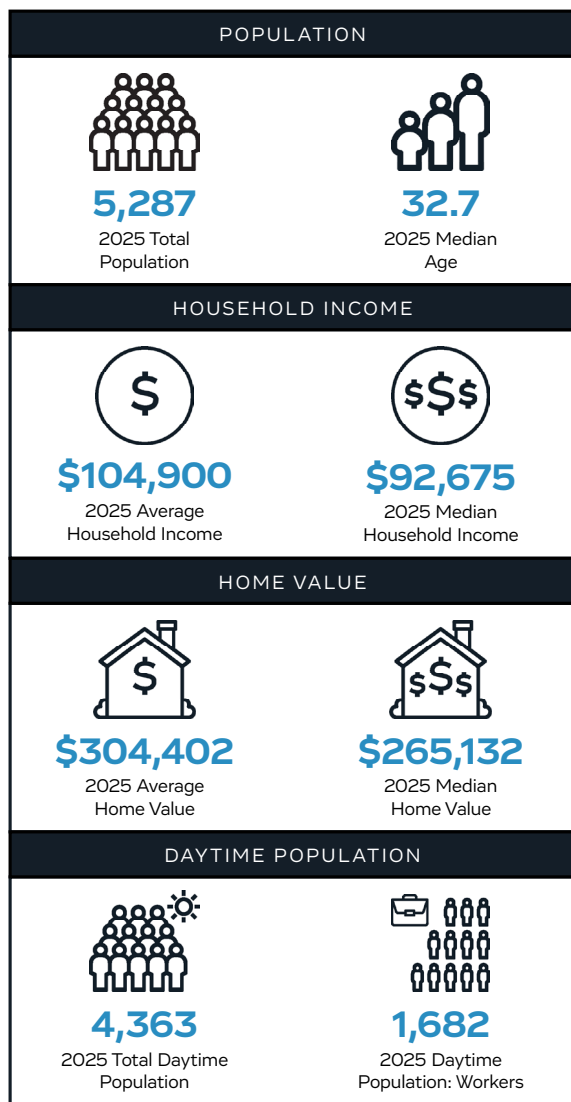 POPULATION
5,287
2025 Total
Population
32.7
2025 Median
Age
HOUSEHOLD INCOME
$
$104,900
2025 Average
Household Income
$$$
$92,675
2025 Median
Household Income
HOME VALUE
$
$304,402
2025 Average
Home Value
$$$
$265,132
2025 Median
Home Value
DAYTIME POPULATION
4,363
2025 Total Daytime
Population
1,682
2025 Daytime
Population: Workers